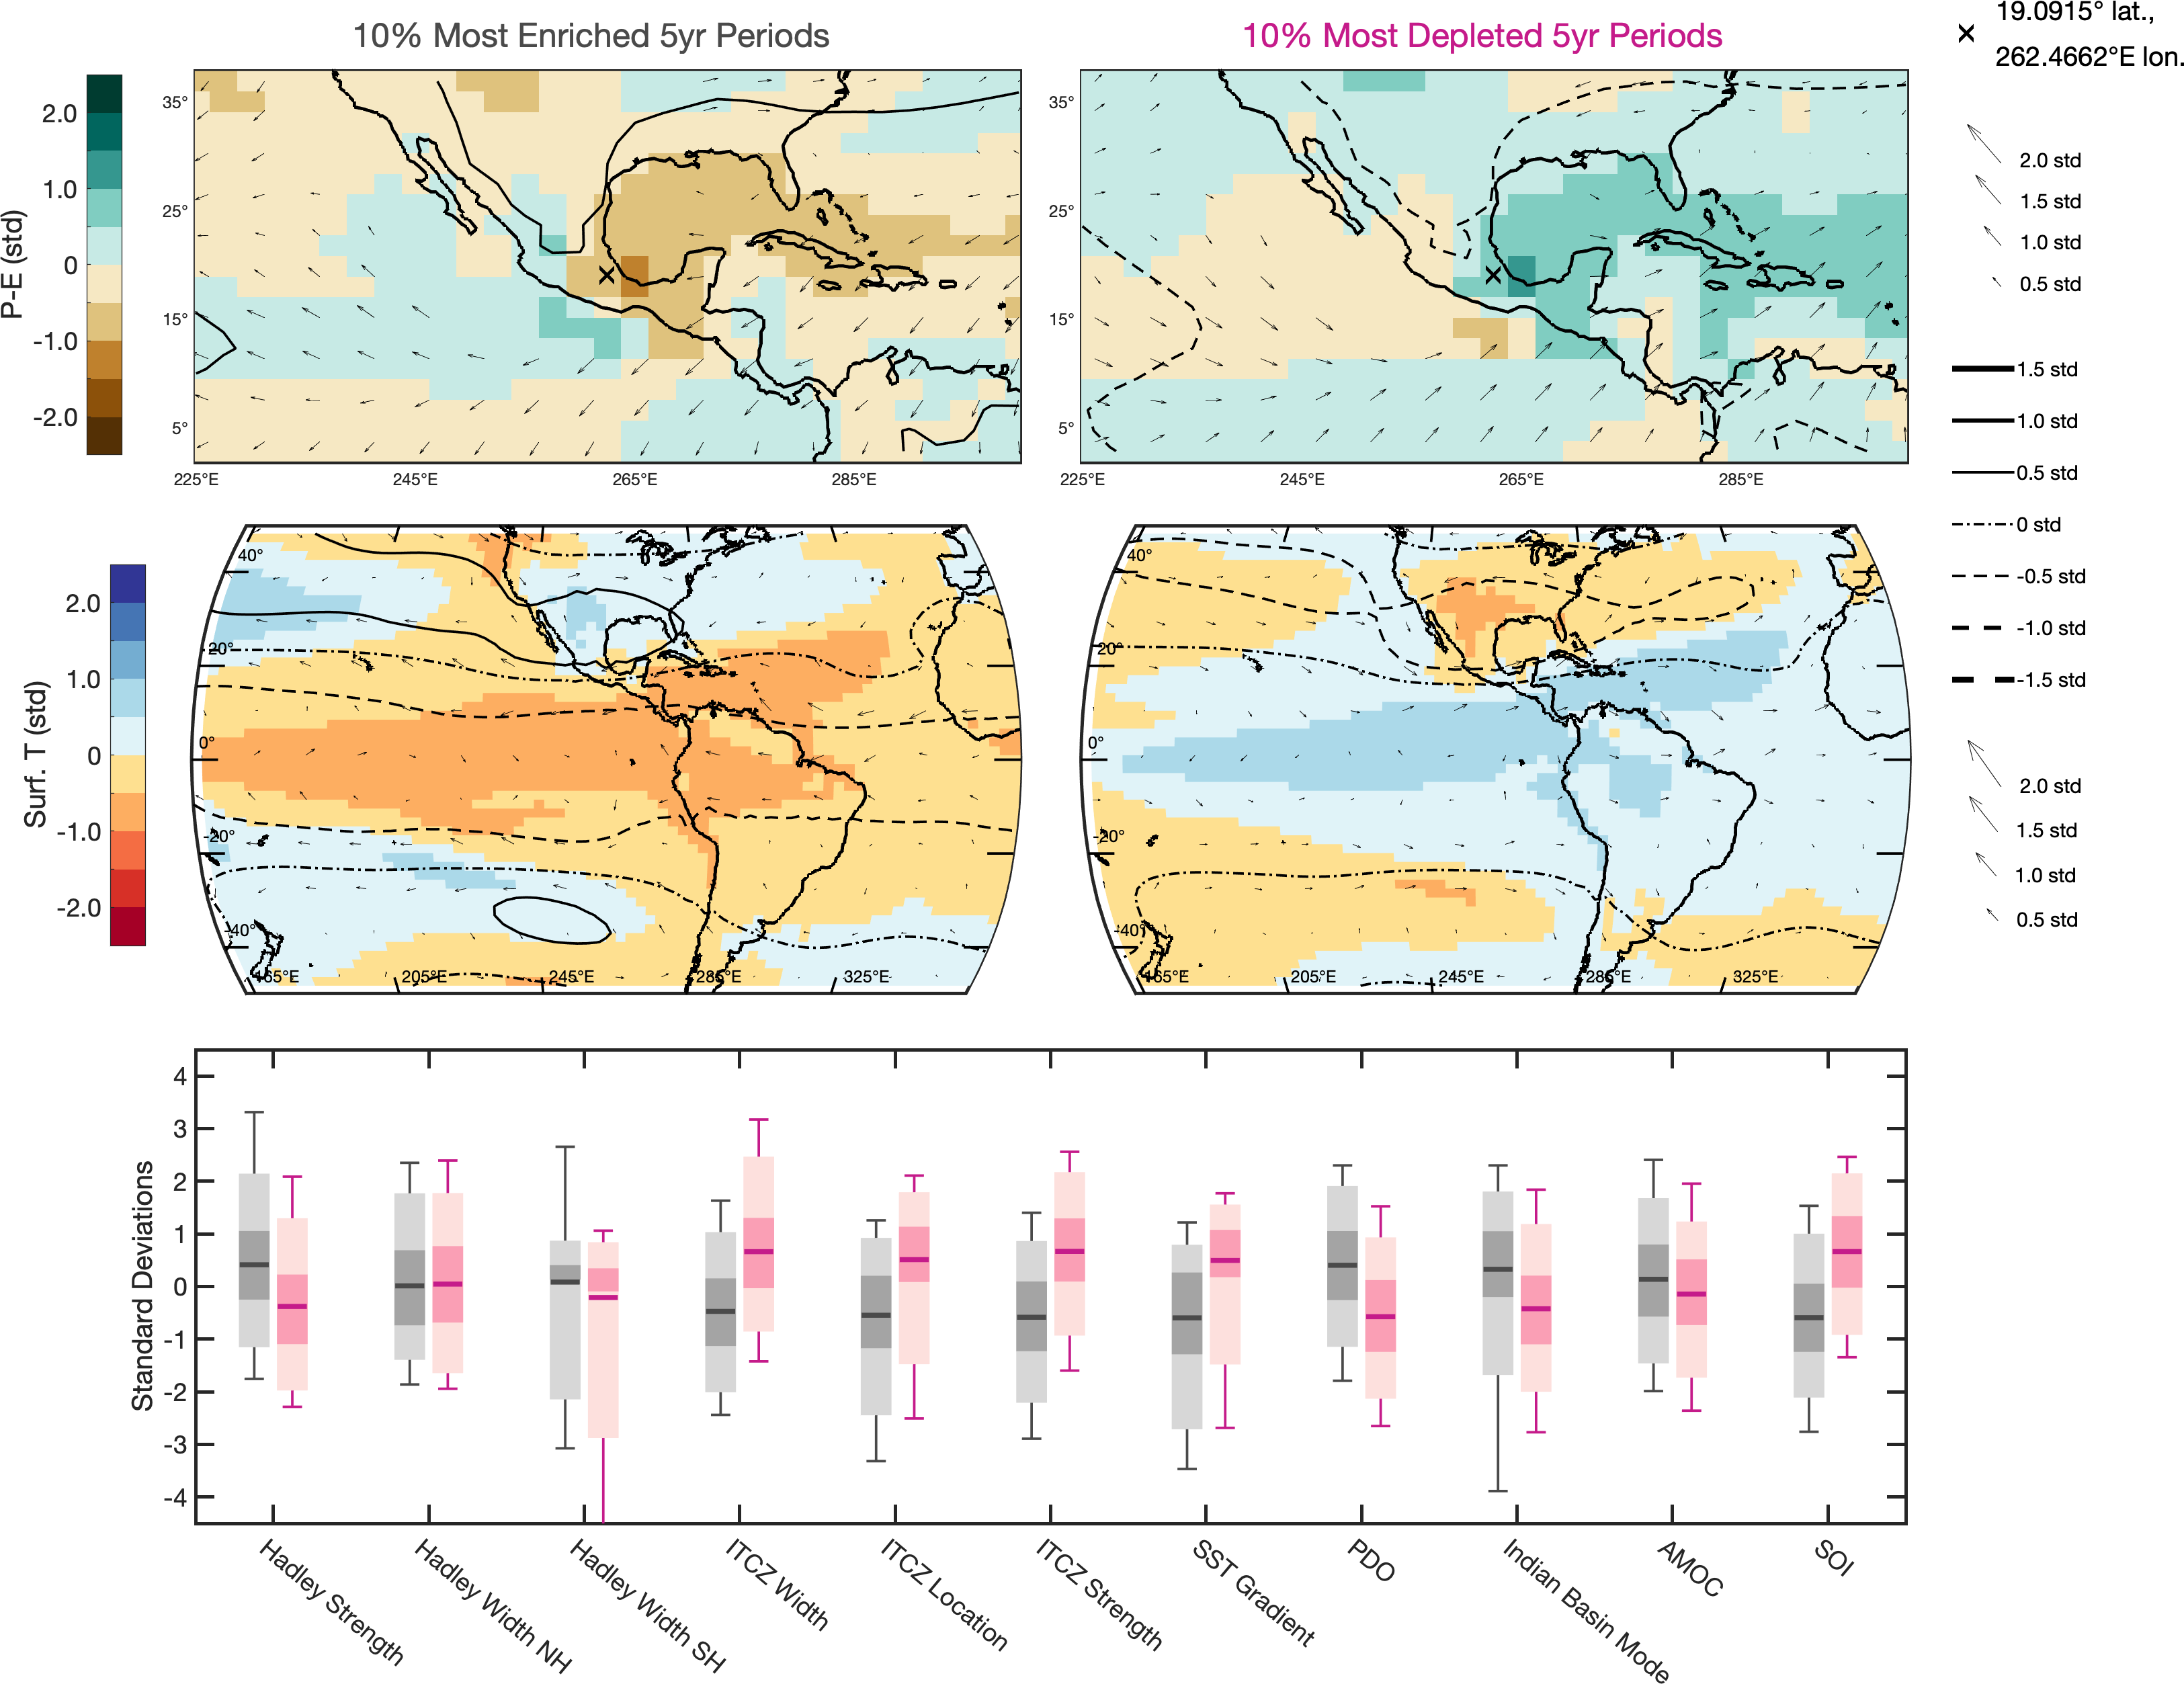 10% Most Enriched 5yr Periods
10% Most Depleted 5yr Periods
19.0915° lat.,
262.4662°E lon.
P-E (std)
2.0
1.0
0
-1.0
-2.0
35°
25°
15°
5°
225°E
245°E
265°E
285°E
35°
25°
15°
5°
225°E
245°E
265°E
285°E
2.0 std
1.5 std
1.0 std
0.5 std
1.5 std
1.0 std
0.5 std
0 std
-0.5 std
-1.0 std
-1.5 std
2.0 std
1.5 std
1.0 std
0.5 std
Surf. T (std)
2.0
1.0
0
-1.0
-2.0
40°
20°
0°
-20°
-40°
165°E
205°E
245°E
285°E
325°E
40°
20°
0°
-20°
-40°
165°E
205°E
245°E
285°E
325°E
Standard Deviations
4
3
2
1
0
-1
-2
-3
-4
Hadley Strength
Hadley Width NH
Hadley Width SH
ITCZ Width
ITCZ Location
ITCZ Strength
SST Gradient
PDO
Indian Basin Mode
AMOC
SOI